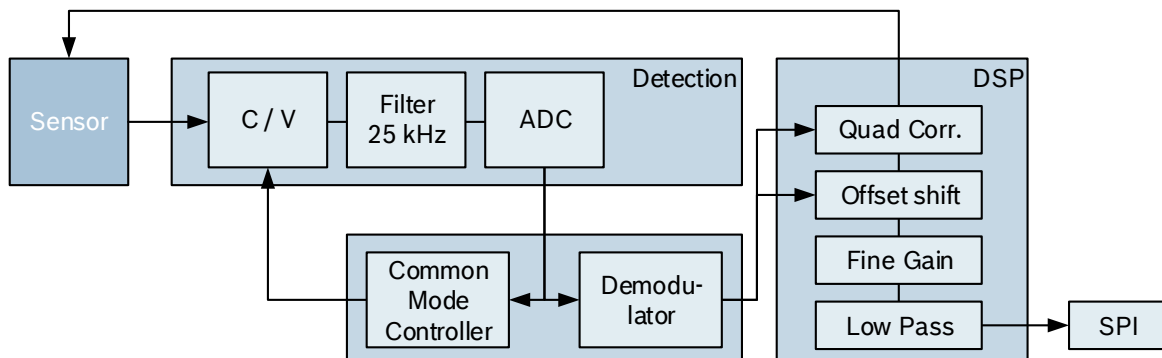 Sensor
Detection
C / V
Filter
25 kHz
ADC
Common
Mode
Controller
Demodu-
lator
DSP
Quad Corr.
Offset shift
Fine Gain
Low Pass
SPI